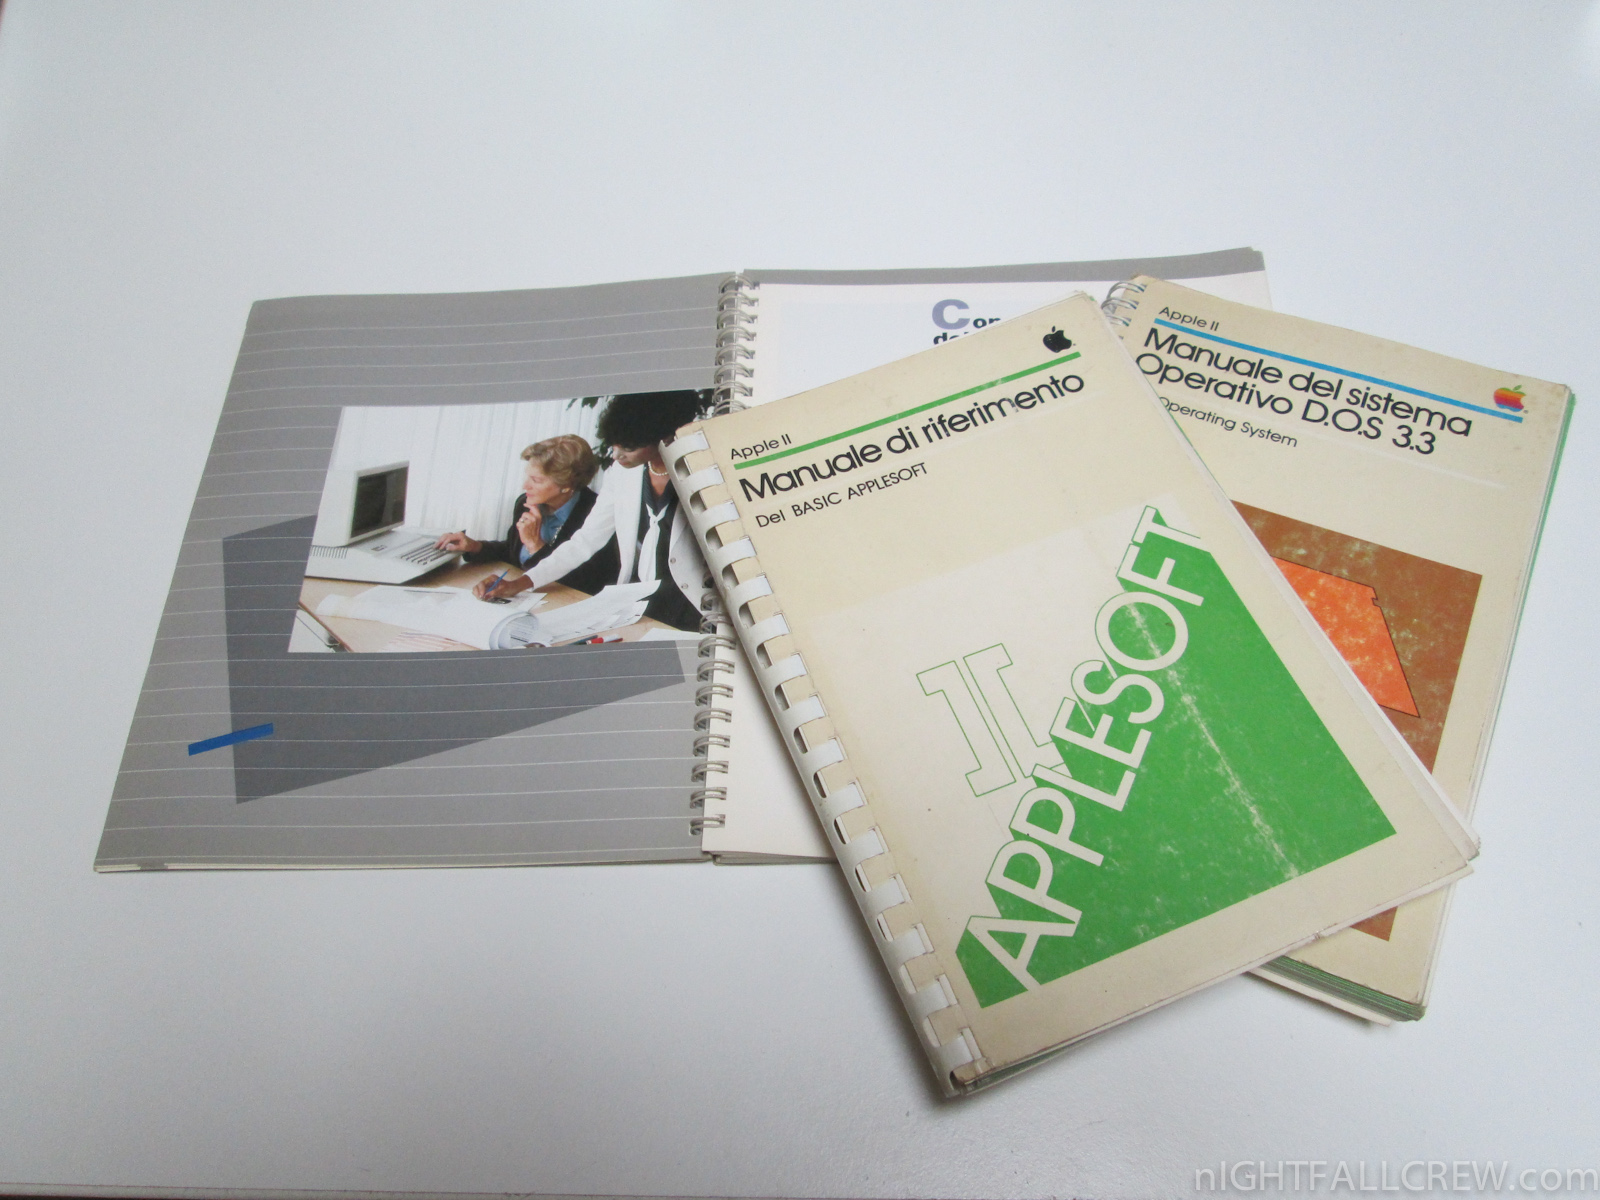 C
Apple II
Manuale di riferimento
Del BASIC APPLESOFT
II
APPLESOFT
Apple II
Manuale del sistema
Operativo D.O.S 3.3
Operating System
nIGHTFALLCREW.com